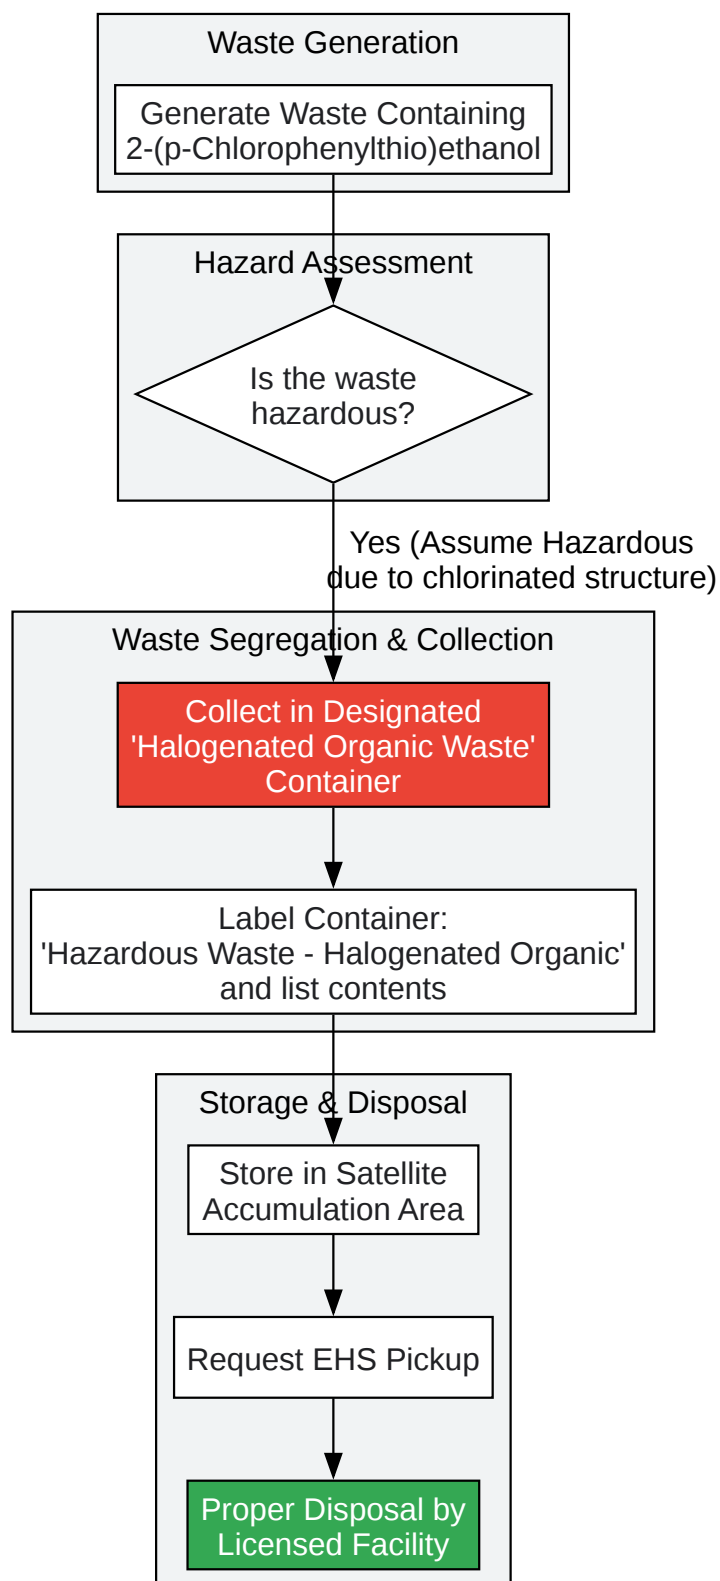 Waste Generation
Generate Waste Containing
2-(p-Chlorophenylthio)ethanol
Hazard Assessment
Is the waste
hazardous?
Yes (Assume Hazardous
due to chlorinated structure)
Waste Segregation & Collection
Collect in Designated
'Halogenated Organic Waste'
Container
Label Container:
'Hazardous Waste - Halogenated Organic'
and list contents
Storage & Disposal
Store in Satellite
Accumulation Area
Request EHS Pickup
Proper Disposal by
Licensed Facility